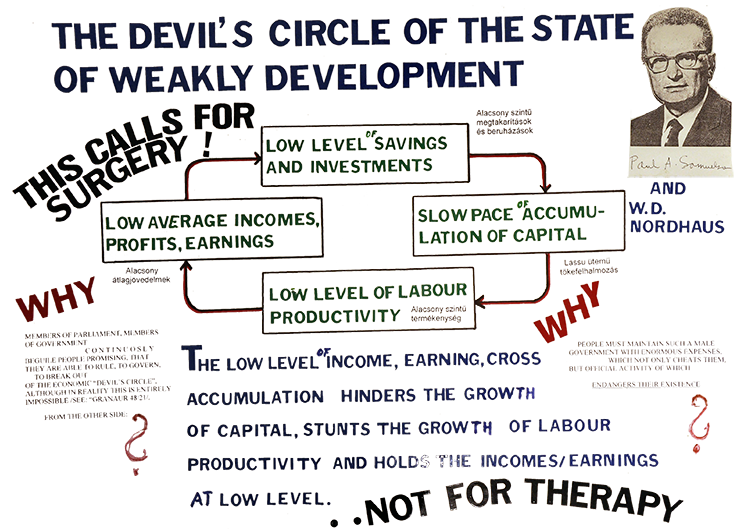 THE DEVIL'S CIRCLE OF THE STATE
OF WEAKLY DEVELOPMENT
THIS CALLS FOR
SURGERY!
Alacsony szintű
megtakarítások
és beruházások
LOW LEVEL OF SAVINGS
AND INVESTMENTS
Paul A. Samuelson
AND
W.D.
NORDHAUS
LOW AVERAGE INCOMES,
PROFITS, EARNINGS
SLOW PACE OF ACCUMU-
LATION OF CAPITAL
Alacsony
átlagjövedelmek
Lassu ütemű
tőkefelhalmozás
LOW LEVEL OF LABOUR
PRODUCTIVITY
Alacsony szintű
termékenység
WHY
MEMBERS OF PARLIAMENT, MEMBERS
OF GOVERNMENT
CONTINUOSLY
BEGUILE PEOPLE PROMISING, THAT
THEY ARE ABLE TO RULE, TO GOVERN,
TO BREAK OUT
OF THE ECONOMIC "DEVIL'S CIRCLE",
ALTHOUGH IN REALITY THIS IS ENTIRELY
IMPOSSIBLE /SEE: "GRANAUR 48/21/.
FROM THE OTHER SIDE:
?
WHY
PEOPLE MUST MAINTAIN SUCH A MALE
GOVERNMENT WITH ENORMOUS EXPENSES,
WHICH NOT ONLY CHEATS THEM,
BUT OFFICIAL ACTIVITY OF WHICH
ENDANGERS THEIR EXISTENCE
?
THE LOW LEVEL OF INCOME, EARNING, CROSS
ACCUMULATION HINDERS THE GROWTH
OF CAPITAL, STUNTS THE GROWTH OF LABOUR
PRODUCTIVITY AND HOLDS THE INCOMES/EARNINGS
AT LOW LEVEL.
..NOT FOR THERAPY